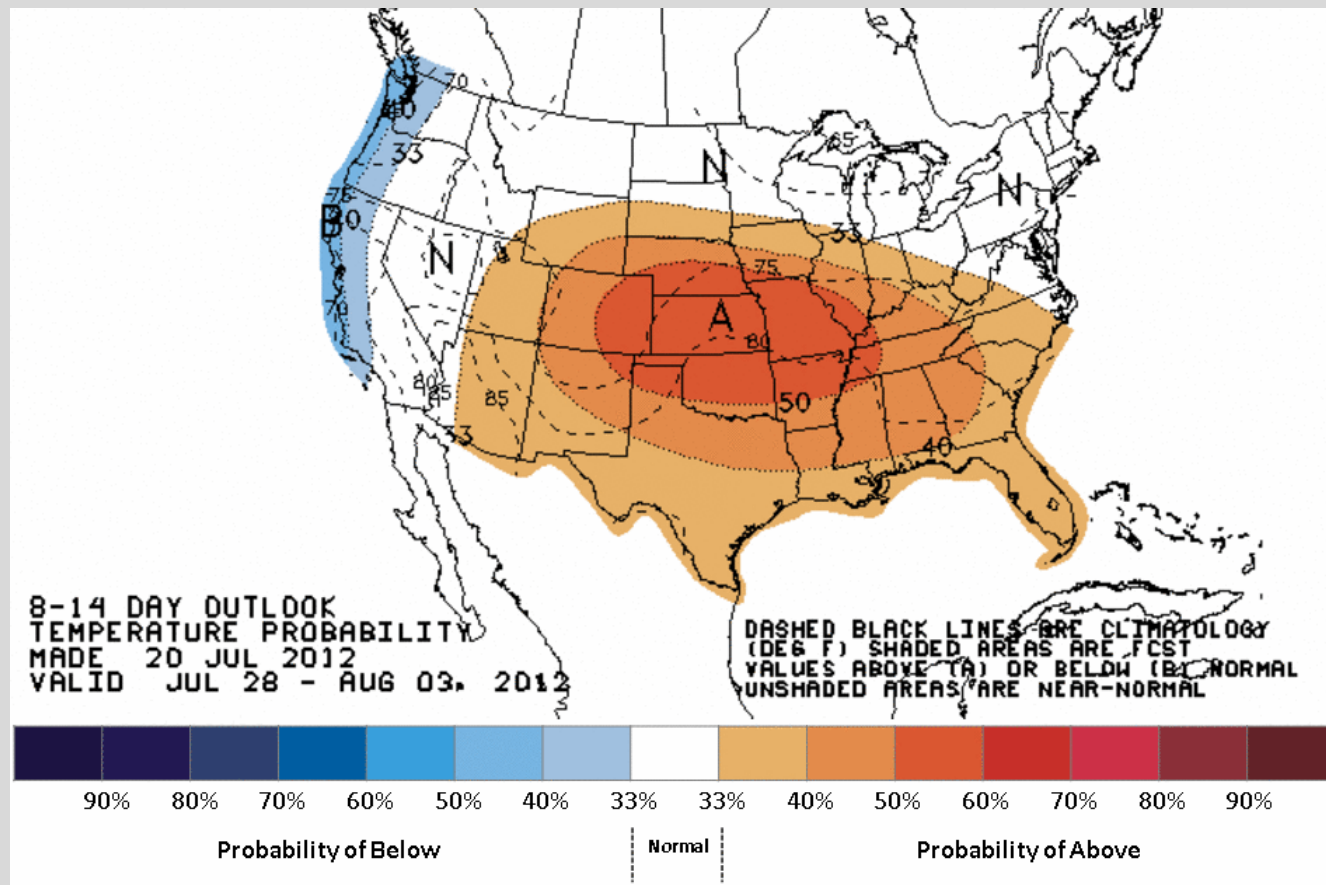 70
40
33
75
B
40
70
N
N
N
65
33
75
A
80
80
85
85
50
33
40
8-14 DAY OUTLOOK
TEMPERATURE PROBABILITY
MADE 20 JUL 2012
VALID JUL 28 - AUG 03, 2012
DASHED BLACK LINES ARE CLIMATOLOGY
(DEG F) SHADED AREAS ARE FCST
VALUES ABOVE (A) OR BELOW (B) NORMAL
UNSHADED AREAS ARE NEAR-NORMAL
90% 80% 70% 60% 50% 40% 33% 33% 40% 50% 60% 70% 80% 90%
Probability of Below Normal Probability of Above